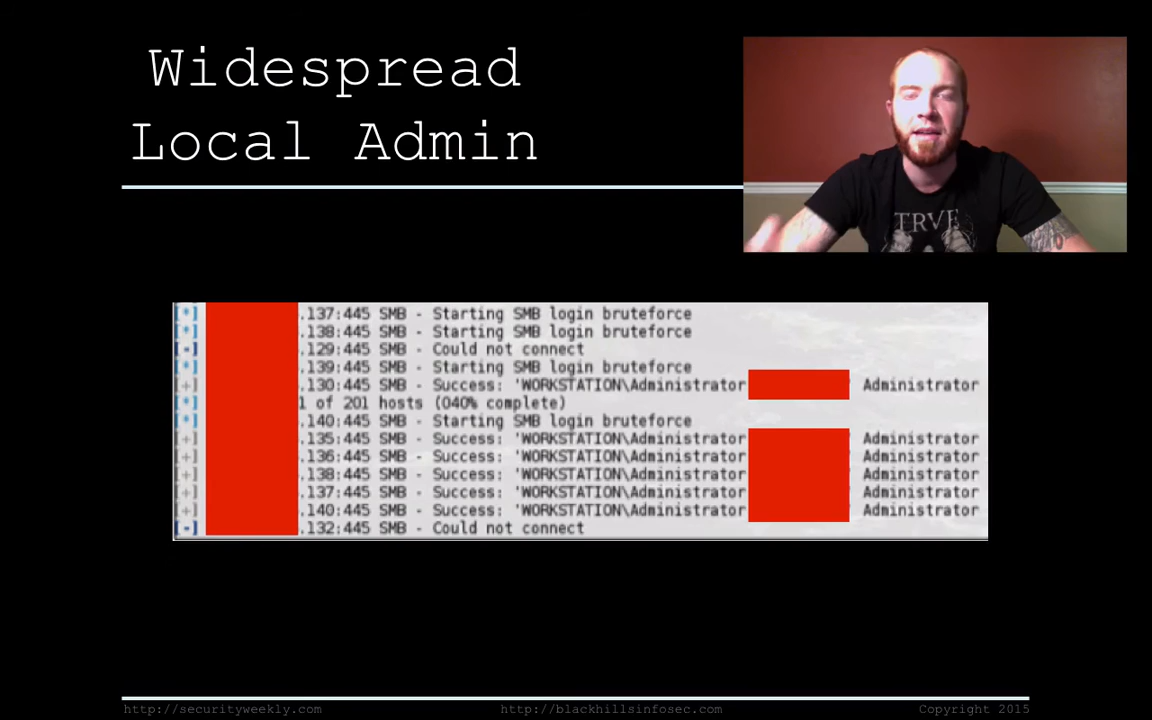 Widespread
Local Admin
TRVE
[*] .137:445 SMB - Starting SMB login bruteforce
[*] .138:445 SMB - Starting SMB login bruteforce
[-] .129:445 SMB - Could not connect
[*] .139:445 SMB - Starting SMB login bruteforce
[+] .130:445 SMB - Success: 'WORKSTATION\Administrator ' Administrator
[*] 1 of 201 hosts (040% complete)
[*] .140:445 SMB - Starting SMB login bruteforce
[+] .135:445 SMB - Success: 'WORKSTATION\Administrator Administrator
[+] .136:445 SMB - Success: 'WORKSTATION\Administrator Administrator
[+] .138:445 SMB - Success: 'WORKSTATION\Administrator Administrator
[+] .137:445 SMB - Success: 'WORKSTATION\Administrator Administrator
[+] .140:445 SMB - Success: 'WORKSTATION\Administrator Administrator
[-] .132:445 SMB - Could not connect
http://securityweekly.com
http://blackhillsinfosec.com
Copyright 2015